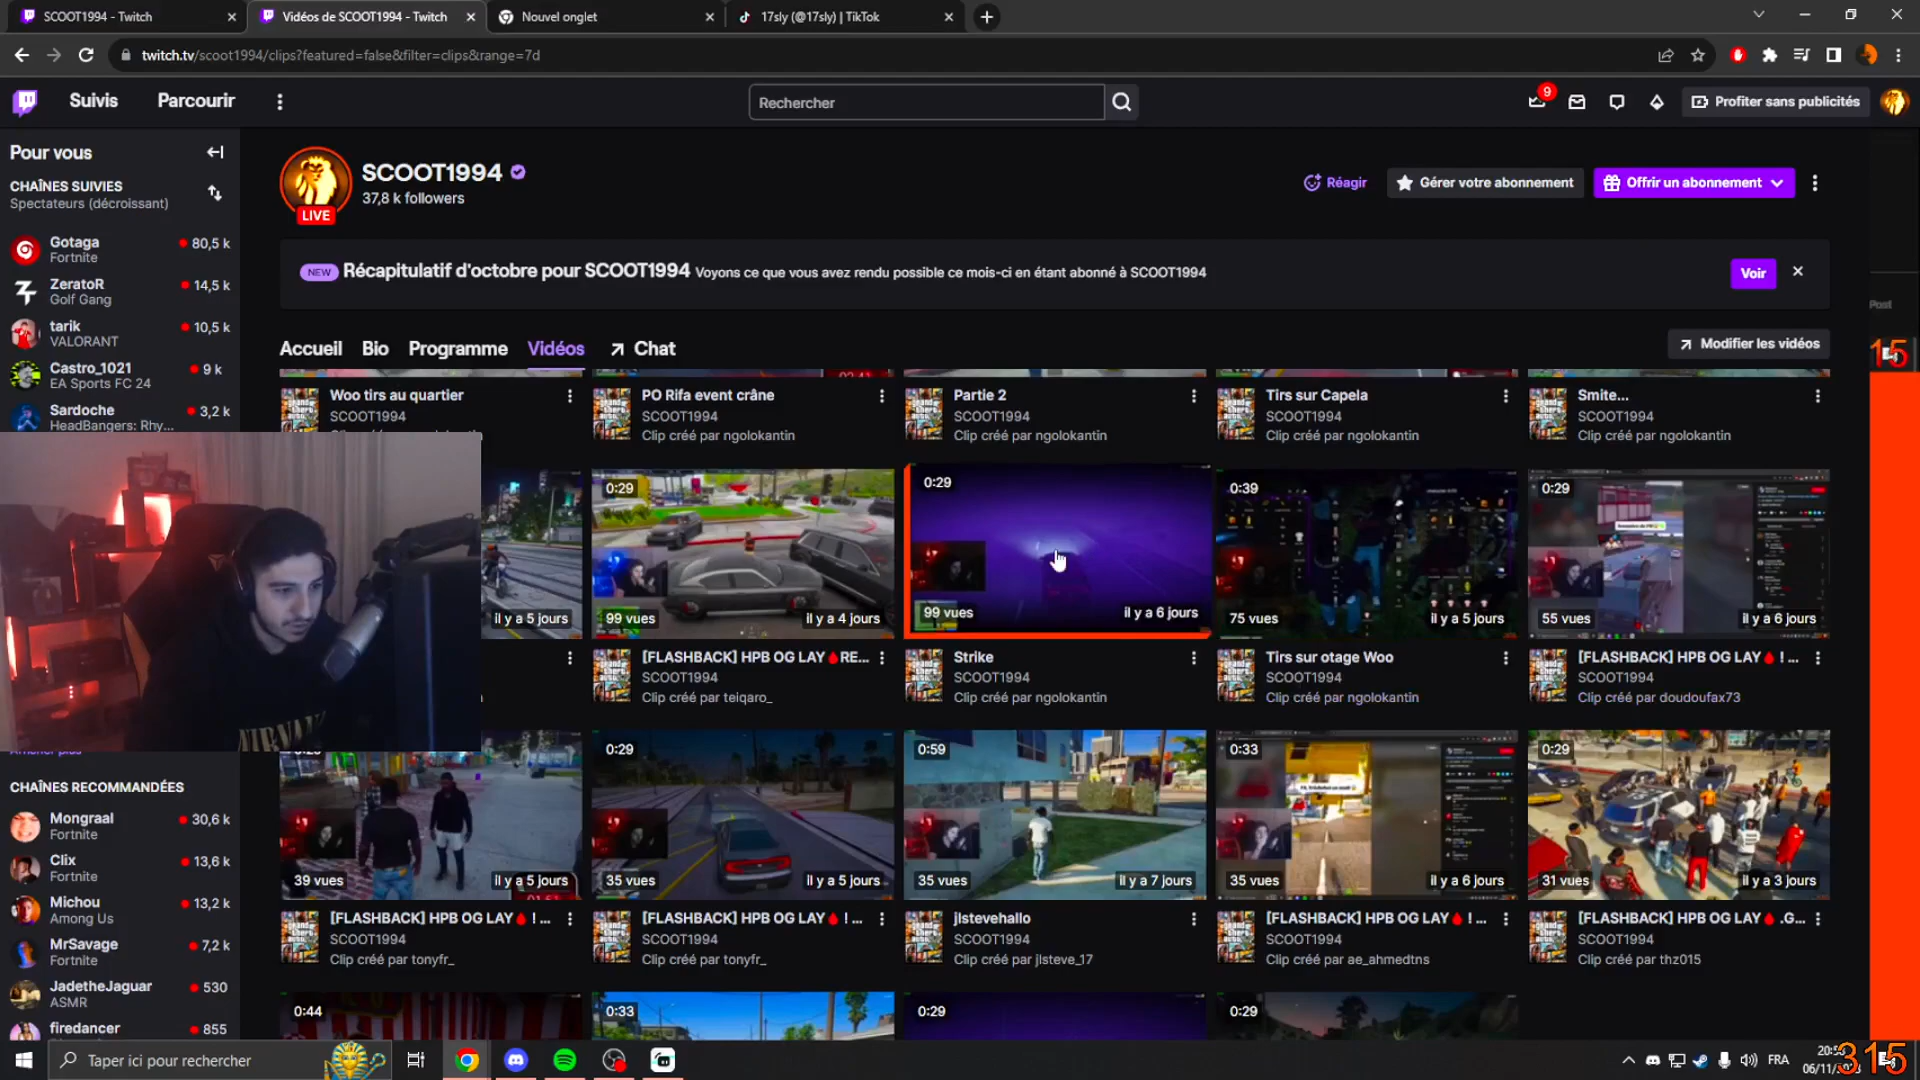 SCOOT1994 - Twitch
Vidéos de SCOOT1994 - Twitch
Nouvel onglet
17sly (@17sly) | TikTok
twitch.tv/scoot1994/clips?featured=false&filter=clips&range=7d
Suivis
Parcourir
Rechercher
9
Profiter sans publicités
Pour vous
CHAÎNES SUIVIES
Spectateurs (décroissant)
Gotaga
80,5 k
Fortnite
ZeratoR
14,5 k
Golf Gang
tarik
10,5 k
VALORANT
Castro_1021
9 k
EA Sports FC 24
Sardoche
3,2 k
HeadBangers: Rhy...
SCOOT1994
37,8 k followers
LIVE
Réagir
Gérer votre abonnement
Offrir un abonnement
NEW Récapitulatif d'octobre pour SCOOT1994 Voyons ce que vous avez rendu possible ce mois-ci en étant abonné à SCOOT1994
Voir
Accueil
Bio
Programme
Vidéos
Chat
Modifier les vidéos
Post
15
Woo tirs au quartier
SCOOT1994
PO Rifa event crâne
SCOOT1994
Clip créé par ngolokantin
Partie 2
SCOOT1994
Clip créé par ngolokantin
Tirs sur Capela
SCOOT1994
Clip créé par ngolokantin
Smite...
SCOOT1994
Clip créé par ngolokantin
il y a 5 jours
0:29
99 vues
il y a 4 jours
[FLASHBACK] HPB OG LAY🩸RE...
SCOOT1994
Clip créé par teiqaro_
0:29
99 vues
il y a 6 jours
Strike
SCOOT1994
Clip créé par ngolokantin
0:39
75 vues
il y a 5 jours
Tirs sur otage Woo
SCOOT1994
Clip créé par ngolokantin
0:29
55 vues
il y a 6 jours
[FLASHBACK] HPB OG LAY🩸! ...
SCOOT1994
Clip créé par doudoufax73
39 vues
il y a 5 jours
[FLASHBACK] HPB OG LAY🩸! ...
SCOOT1994
Clip créé par tonyfr_
0:29
35 vues
il y a 5 jours
[FLASHBACK] HPB OG LAY🩸! ...
SCOOT1994
Clip créé par tonyfr_
0:59
35 vues
il y a 7 jours
jlstevehallo
SCOOT1994
Clip créé par jlsteve_17
0:33
35 vues
il y a 6 jours
[FLASHBACK] HPB OG LAY🩸! ...
SCOOT1994
Clip créé par ae_ahmedtns
0:29
31 vues
il y a 3 jours
[FLASHBACK] HPB OG LAY🩸.G...
SCOOT1994
Clip créé par thz015
0:44
0:33
0:29
0:29
CHAÎNES RECOMMANDÉES
Mongraal
30,6 k
Fortnite
Clix
13,6 k
Fortnite
Michou
13,2 k
Among Us
MrSavage
7,2 k
Fortnite
JadetheJaguar
530
ASMR
firedancer
855
Taper ici pour rechercher
FRA
315